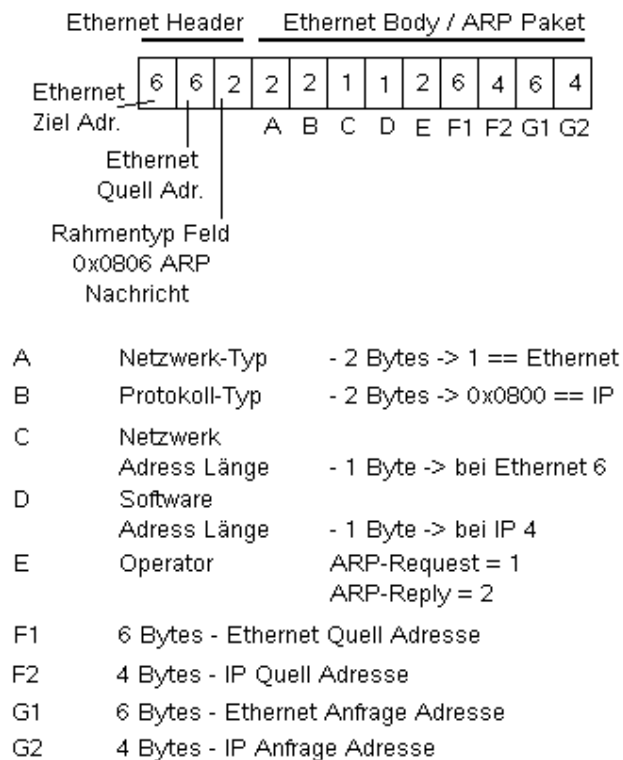 Ethernet Header Ethernet Body / ARP Paket
6 6 2 2 2 1 1 2 6 4 6 4
Ethernet
Ziel Adr.
A B C D E F1 F2 G1 G2
Ethernet
Quell Adr.
Rahmentyp Feld
0x0806 ARP
Nachricht
A Netzwerk-Typ - 2 Bytes -> 1 == Ethernet
B Protokoll-Typ - 2 Bytes -> 0x0800 == IP
C Netzwerk
Adress Länge - 1 Byte -> bei Ethernet 6
D Software
Adress Länge - 1 Byte -> bei IP 4
E Operator ARP-Request = 1
ARP-Reply = 2
F1 6 Bytes - Ethernet Quell Adresse
F2 4 Bytes - IP Quell Adresse
G1 6 Bytes - Ethernet Anfrage Adresse
G2 4 Bytes - IP Anfrage Adresse